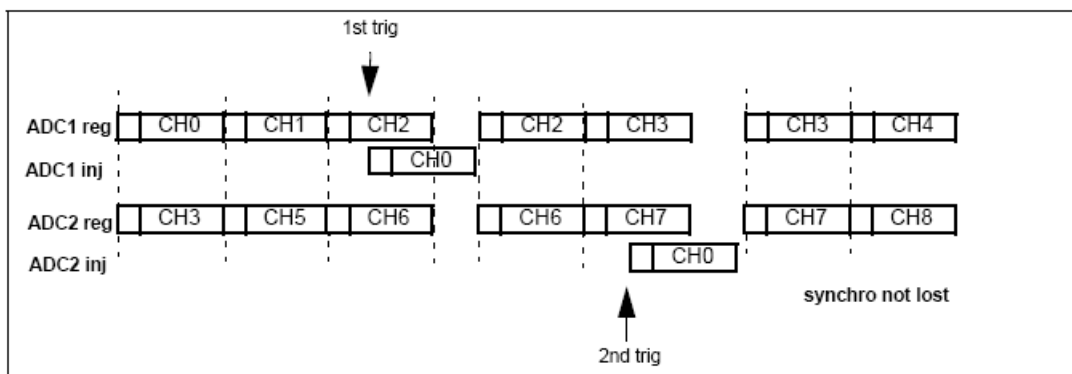 1st trig
ADC1 reg CH0 CH1 CH2 CH2 CH3 CH3 CH4
ADC1 inj CH0
ADC2 reg CH3 CH5 CH6 CH6 CH7 CH7 CH8
ADC2 inj CH0
synchro not lost
2nd trig